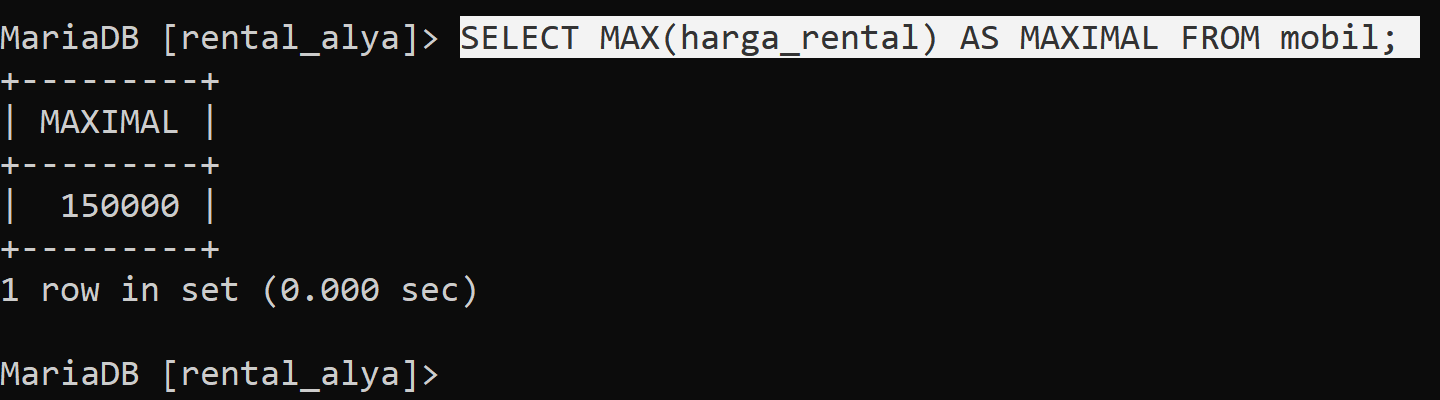 MariaDB [rental_alya]> SELECT MAX(harga_rental) AS MAXIMAL FROM mobil;
+---------+
| MAXIMAL |
+---------+
|  150000 |
+---------+
1 row in set (0.000 sec)
MariaDB [rental_alya]>